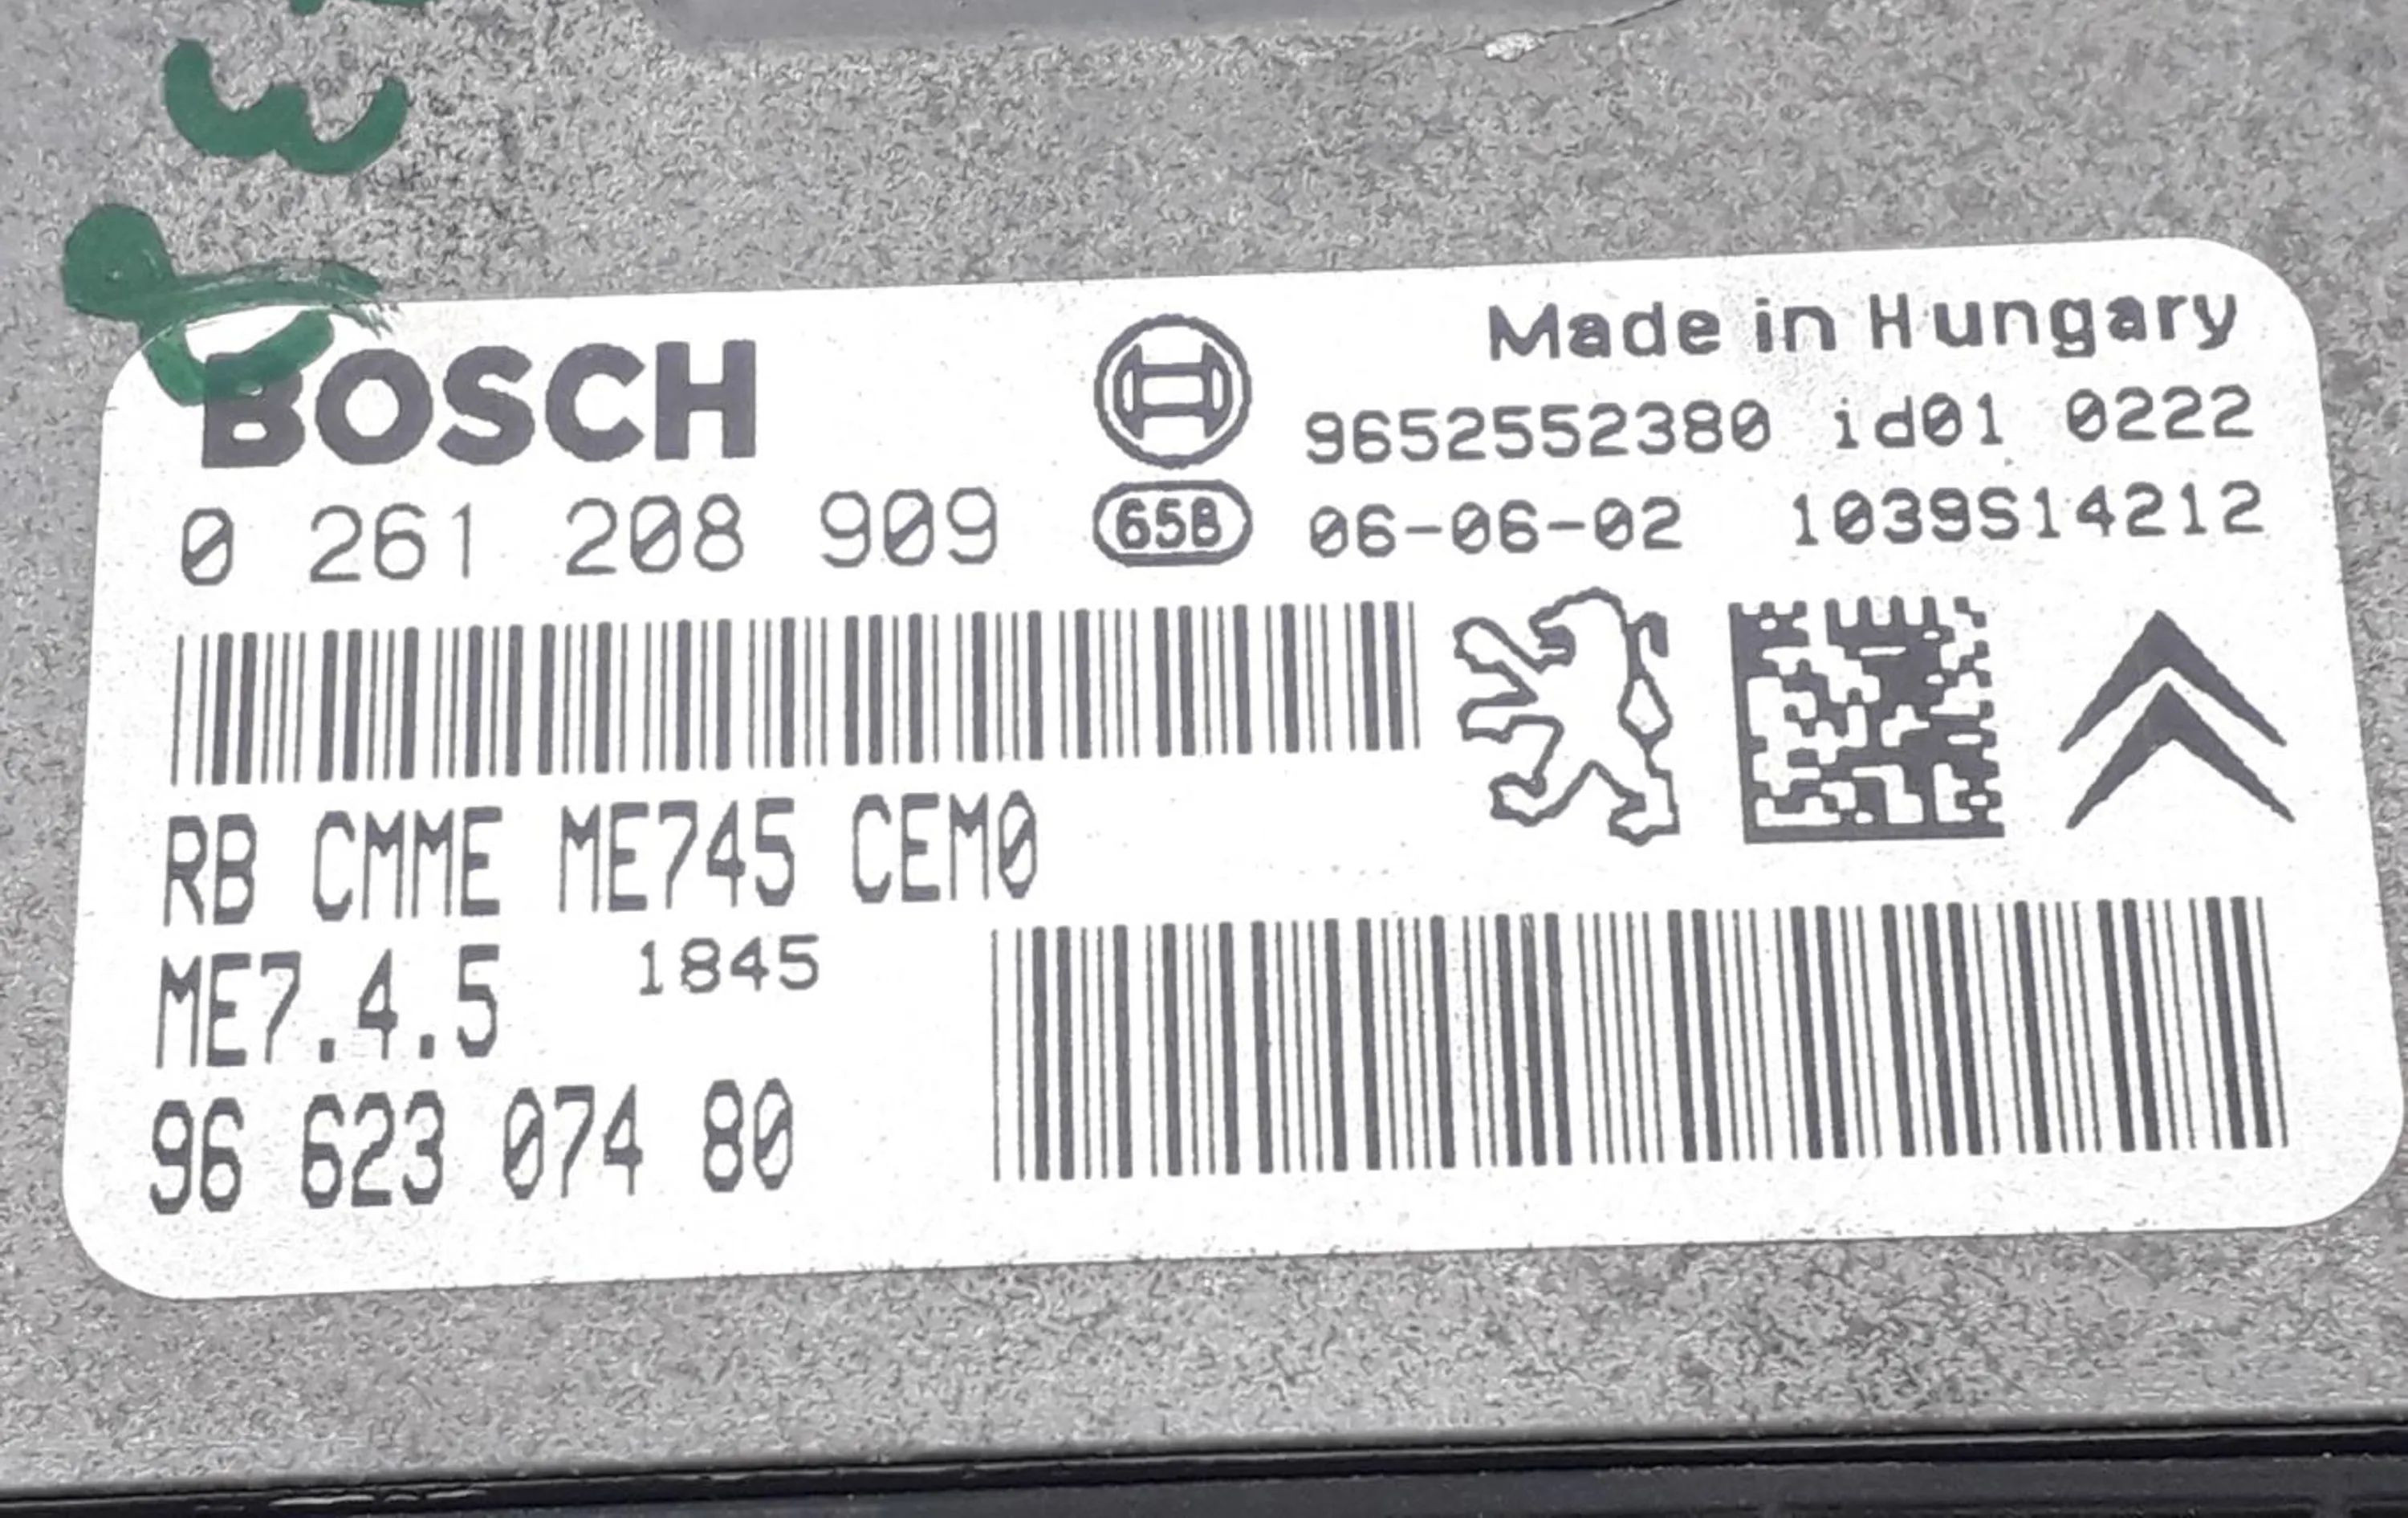 BOSCH
Made in Hungary
9652552380 id01 0222
0 261 208 909
658
06-06-02 1039S14212
RB CMME ME745 CEM0
ME7.4.5 1845
96 623 074 80